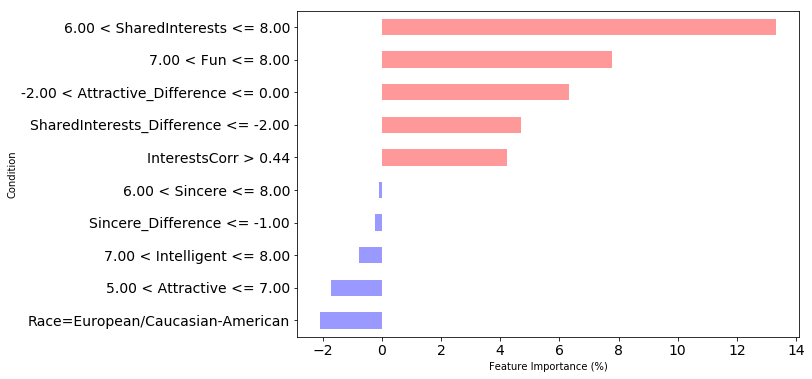 6.00 < SharedInterests <= 8.00
7.00 < Fun <= 8.00
-2.00 < Attractive_Difference <= 0.00
SharedInterests_Difference <= -2.00
InterestsCorr > 0.44
6.00 < Sincere <= 8.00
Sincere_Difference <= -1.00
7.00 < Intelligent <= 8.00
5.00 < Attractive <= 7.00
Race=European/Caucasian-American
Condition
−2 0 2 4 6 8 10 12 14
Feature Importance (%)